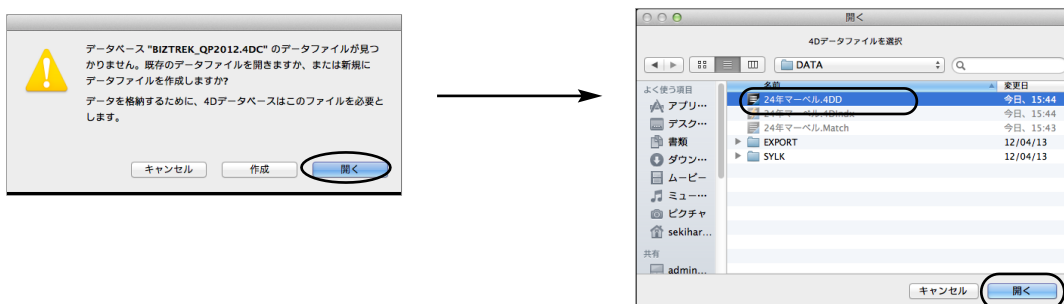 データベース "BIZTREK_QP2012.4DC" のデータファイルが見つ
かりません。既存のデータファイルを開きますか、または新規に
データファイルを作成しますか?
データを格納するために、4Dデータベースはこのファイルを必要と
します。
キャンセル 作成 開く
開く
4Dデータファイルを選択
DATA
よく使う項目
アプリ…
デスク…
書類
ダウン…
ムービー
ミュー…
ピクチャ
sekihar...
共有
admin...
名前 変更日
24年マーベル.4DD 今日、15:44
24年マーベル.4DIndx 今日、15:44
24年マーベル.Match 今日、15:43
EXPORT 12/04/13
SYLK 12/04/13
キャンセル 開く